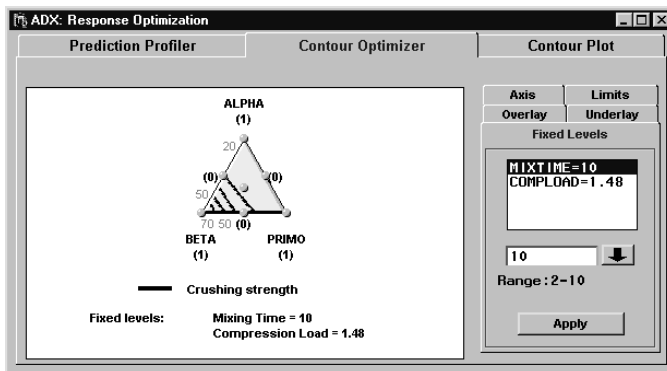 ADX: Response Optimization
Prediction Profiler
Contour Optimizer
Contour Plot
ALPHA
(1)
20
(0)
(0)
50
70 50 (0)
BETA
(1)
PRIMO
(1)
Crushing strength
Fixed levels: Mixing Time = 10
Compression Load = 1.48
Axis
Limits
Overlay
Underlay
Fixed Levels
MIXTIME=10
COMPLOAD=1.48
10
Range:2-10
Apply